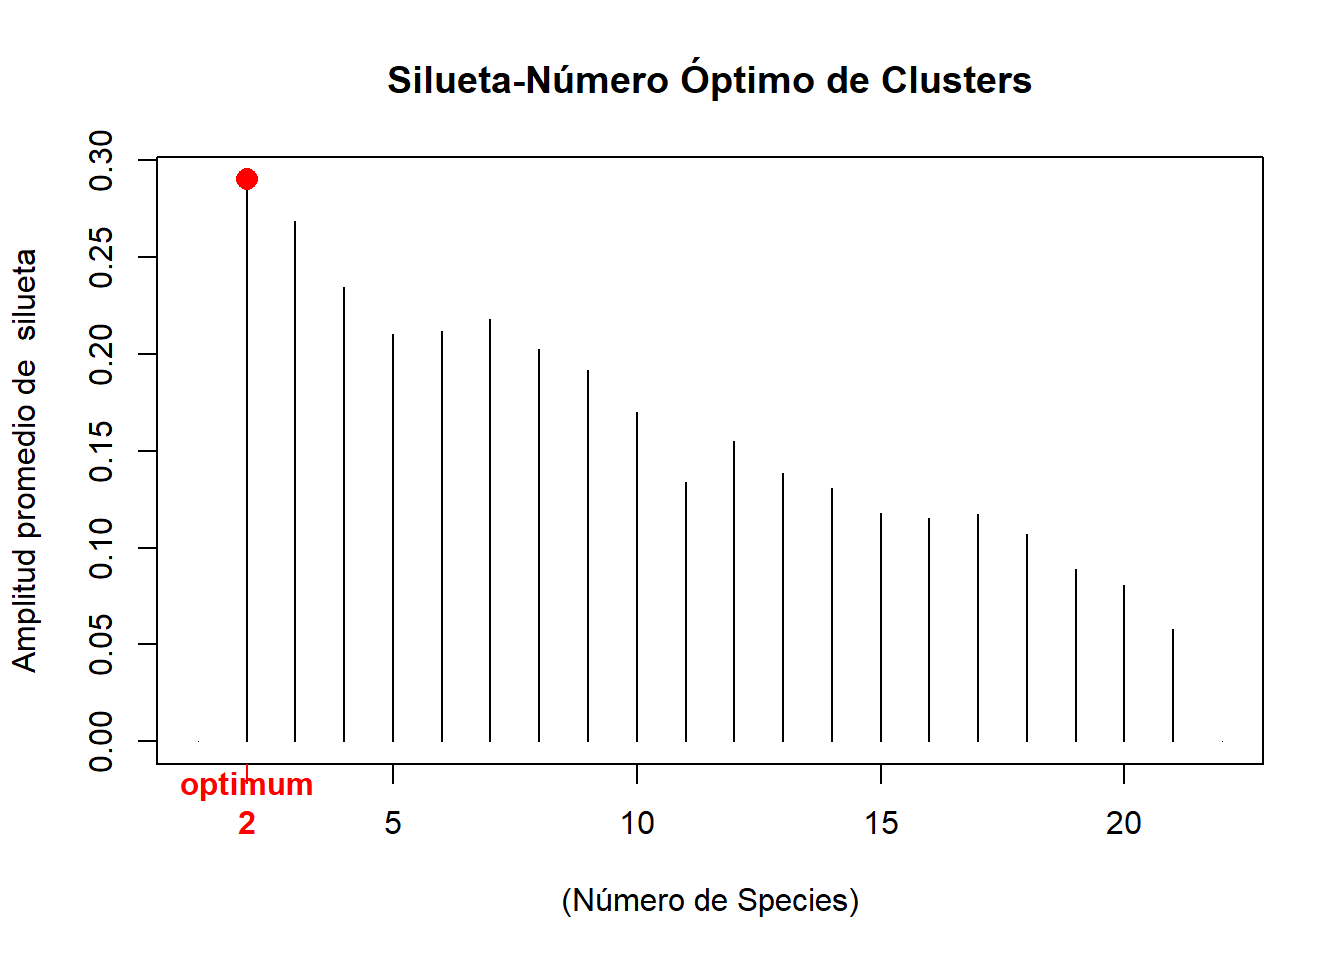 Silueta-Número Óptimo de Clusters
Amplitud promedio de  silueta
0.30
0.25
0.20
0.15
0.10
0.05
0.00
optimum
2 5 10 15 20
(Número de Species)